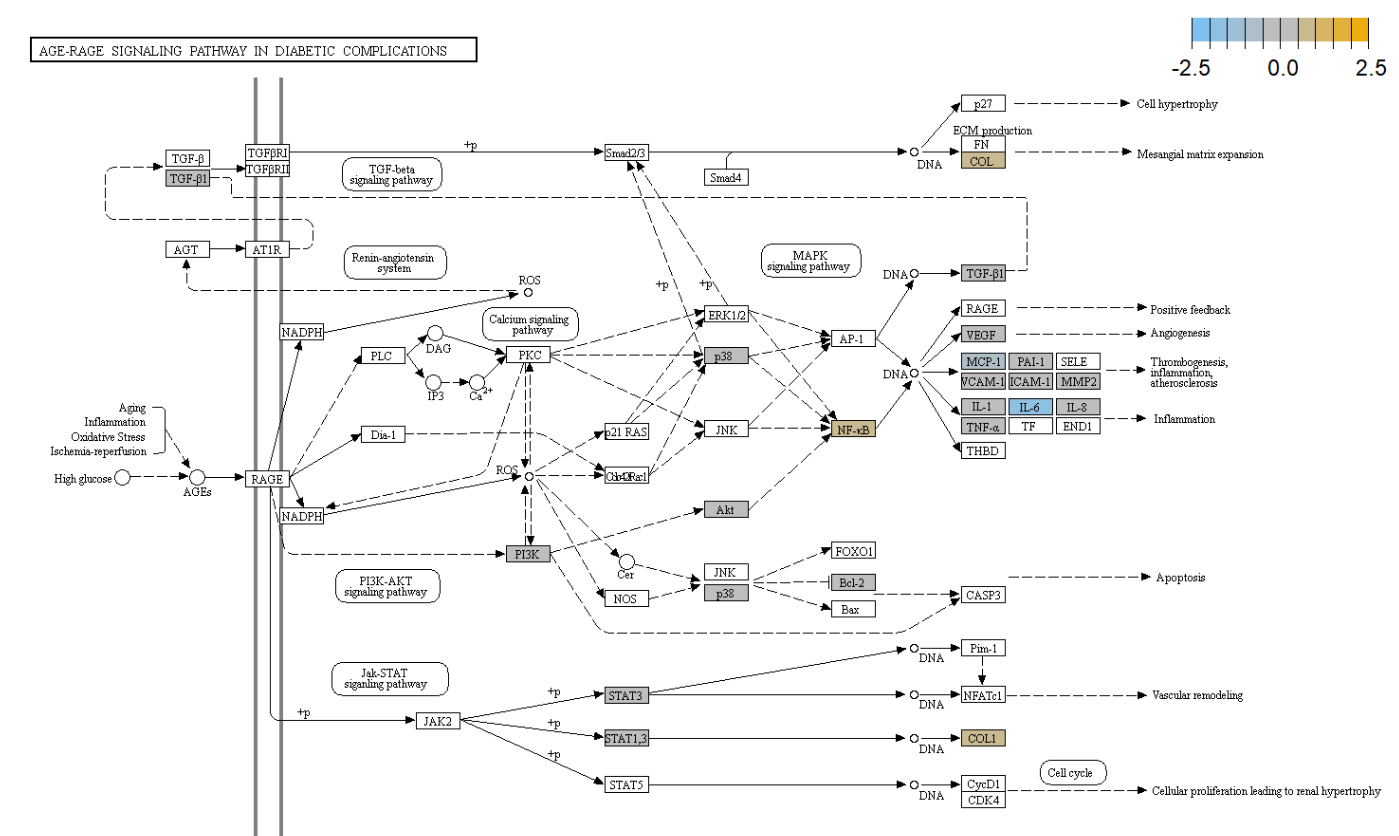 AGE-RAGE SIGNALING PATHWAY IN DIABETIC COMPLICATIONS
-2.5 0.0 2.5
p27
Cell hypertrophy
ECM production
FN
COL
DNA
Mesangial matrix expansion
TGF-β
TGF-β1
TGFβRI
TGFβRII
+p
TGF-beta
signaling pathway
Smad2/3
Smad4
AGT
AT1R
Renin-angiotensin
system
MAPK
signaling pathway
DNA
TGF-β1
ROS
+p
+p
NADPH
Calcium signaling
pathway
ERK1/2
RAGE
Positive feedback
VEGF
Angiogenesis
PLC
DAG
IP3
Ca2+
PKC
p38
AP-1
DNA
MCP-1
PAI-1
SELE
VCAM-1
ICAM-1
MMP2
Thrombogenesis,
inflammation,
atherosclerosis
IL-1
IL-6
IL-8
TNF-α
TF
END1
Inflammation
THBD
Aging
Inflammation
Oxidative Stress
Ischemia-reperfusion
High glucose
AGEs
RAGE
Dia-1
p21 RAS
JNK
NF-κB
ROS
NADPH
Akt
PI3K
PI3K-AKT
signaling pathway
Cer
NOS
JNK
p38
FOXO1
Bcl-2
Bax
CASP3
Apoptosis
Jak-STAT
siganling pathway
+p
JAK2
+p
+p
+p
STAT3
STAT1,3
STAT5
DNA
Pim-1
DNA
NFATc1
Vascular remodeling
DNA
COL1
Cell cycle
DNA
CycD1
CDK4
Cellular proliferation leading to renal hypertrophy